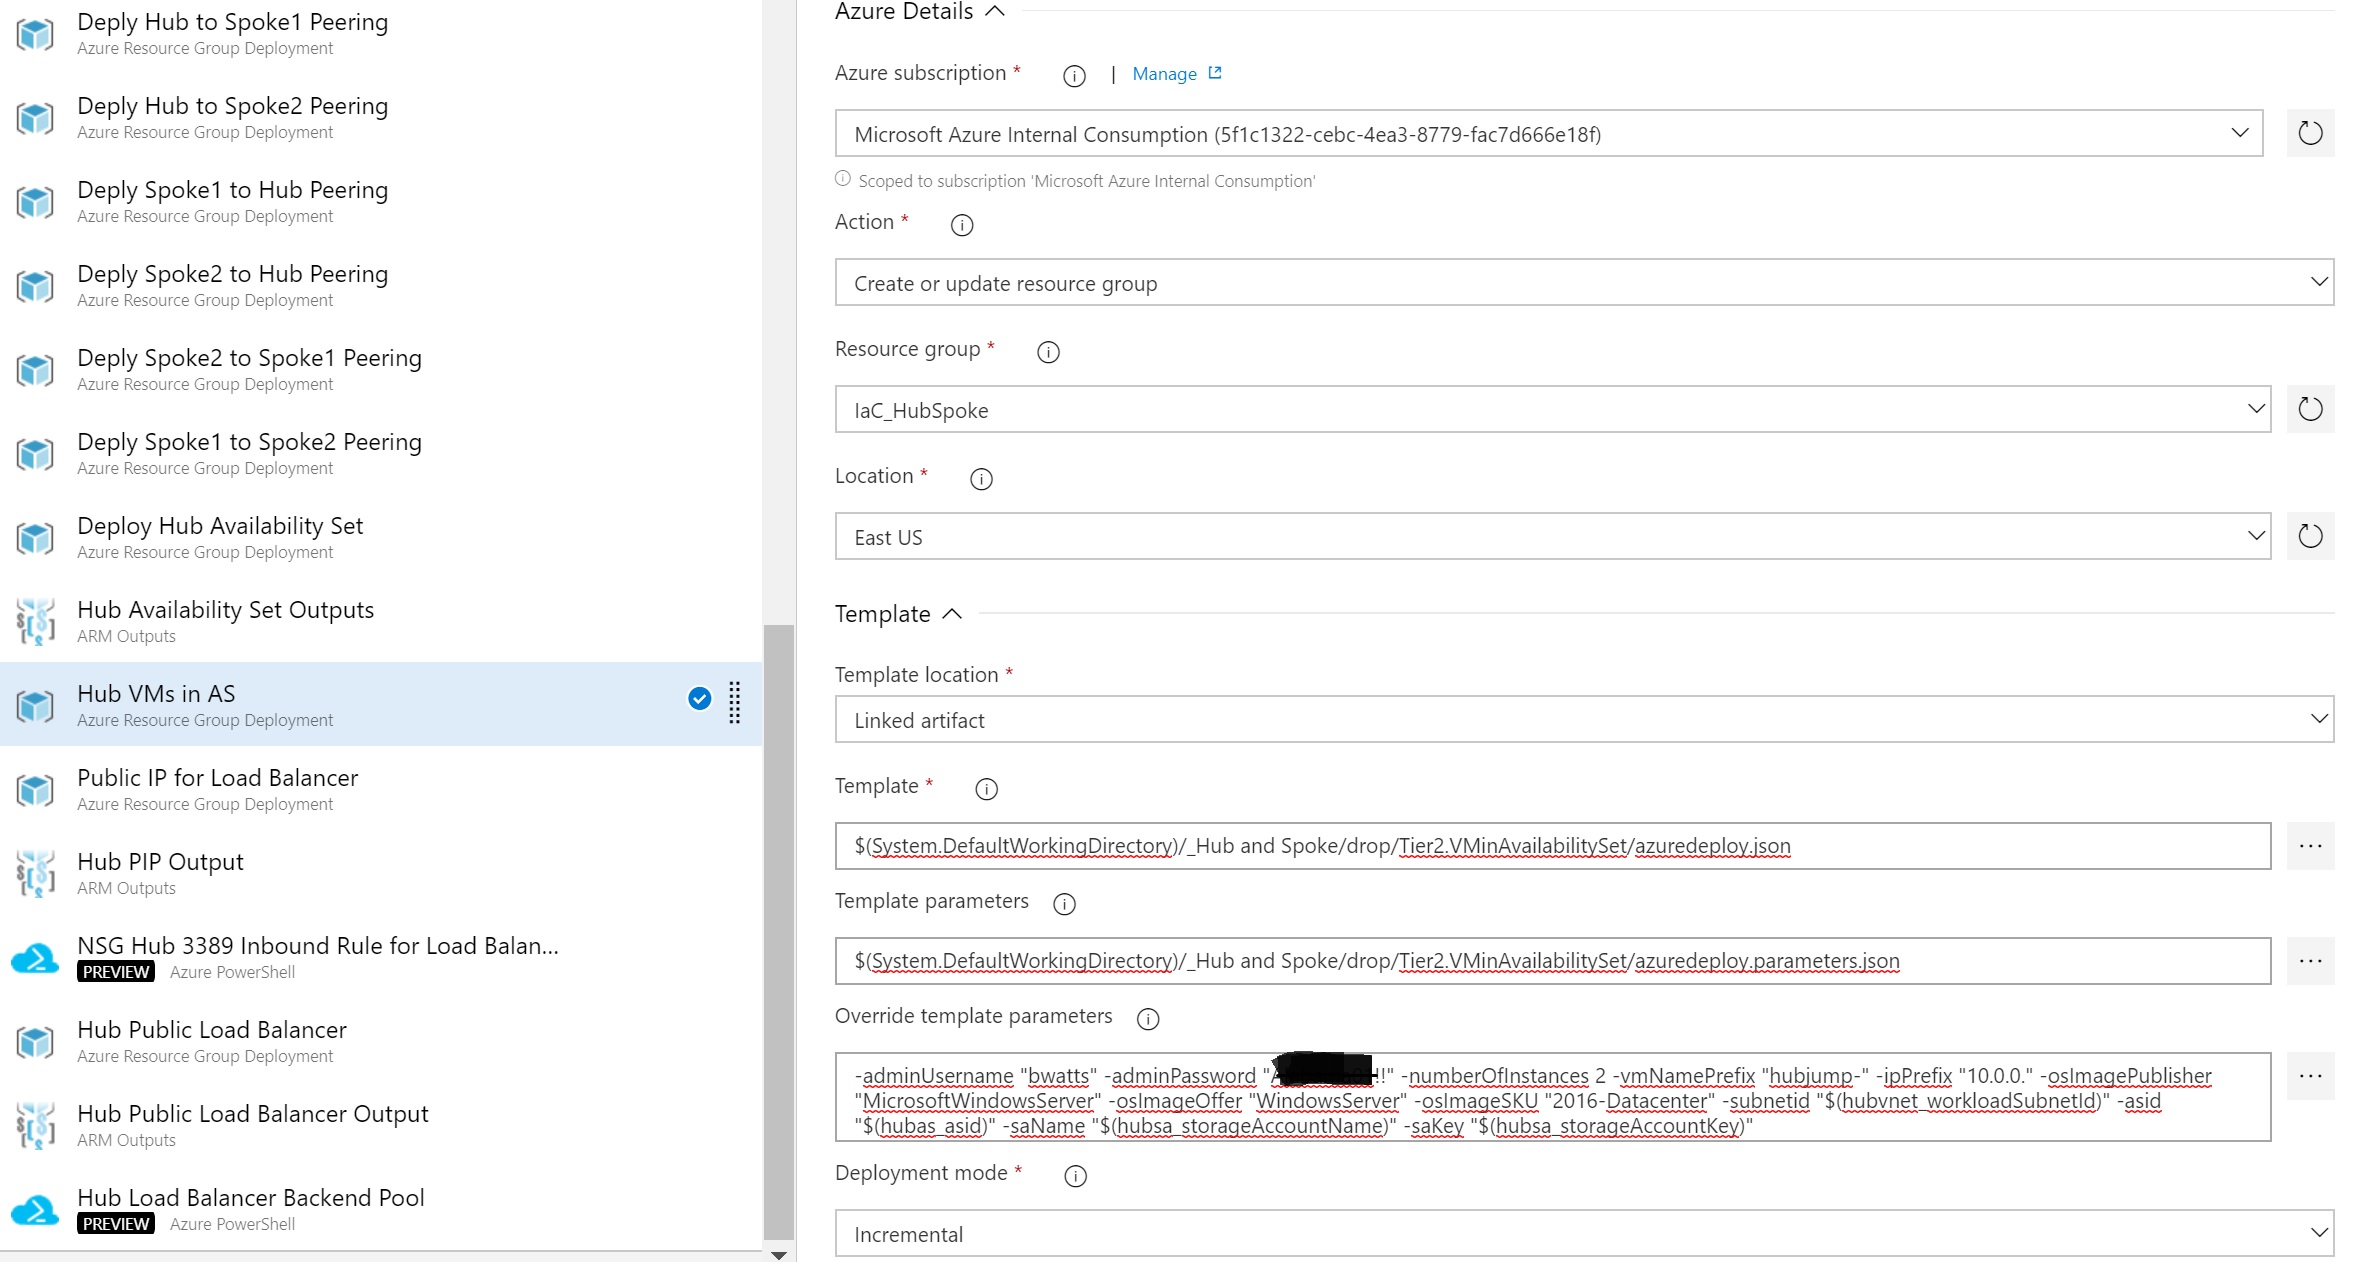 Deply Hub to Spoke1 Peering
Azure Resource Group Deployment
Deply Hub to Spoke2 Peering
Azure Resource Group Deployment
Deply Spoke1 to Hub Peering
Azure Resource Group Deployment
Deply Spoke2 to Hub Peering
Azure Resource Group Deployment
Deply Spoke2 to Spoke1 Peering
Azure Resource Group Deployment
Deply Spoke1 to Spoke2 Peering
Azure Resource Group Deployment
Deploy Hub Availability Set
Azure Resource Group Deployment
Hub Availability Set Outputs
ARM Outputs
Hub VMs in AS
Azure Resource Group Deployment
Public IP for Load Balancer
Azure Resource Group Deployment
Hub PIP Output
ARM Outputs
NSG Hub 3389 Inbound Rule for Load Balan...
PREVIEW Azure PowerShell
Hub Public Load Balancer
Azure Resource Group Deployment
Hub Public Load Balancer Output
ARM Outputs
Hub Load Balancer Backend Pool
PREVIEW Azure PowerShell
Azure Details
Azure subscription * | Manage
Microsoft Azure Internal Consumption (5f1c1322-cebc-4ea3-8779-fac7d666e18f)
Scoped to subscription 'Microsoft Azure Internal Consumption'
Action *
Create or update resource group
Resource group *
IaC_HubSpoke
Location *
East US
Template
Template location *
Linked artifact
Template *
$(System.DefaultWorkingDirectory)/_Hub and Spoke/drop/Tier2.VMinAvailabilitySet/azuredeploy.json
Template parameters
$(System.DefaultWorkingDirectory)/_Hub and Spoke/drop/Tier2.VMinAvailabilitySet/azuredeploy.parameters.json
Override template parameters
-adminUsername "bwatts" -adminPassword " !!" -numberOfInstances 2 -vmNamePrefix "hubjump-" -ipPrefix "10.0.0." -osImagePublisher
"MicrosoftWindowsServer" -osImageOffer "WindowsServer" -osImageSKU "2016-Datacenter" -subnetid "$(hubvnet_workloadSubnetId)" -asid
"$(hubas_asid)" -saName "$(hubsa_storageAccountName)" -saKey "$(hubsa_storageAccountKey)"
Deployment mode *
Incremental